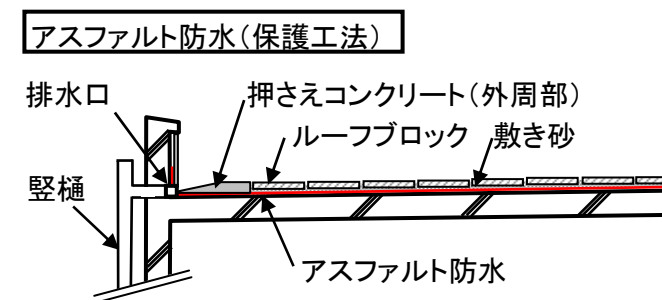 アスファルト防水(保護工法)
排水口
押さえコンクリート(外周部)
ルーフブロック
敷き砂
竪樋
アスファルト防水